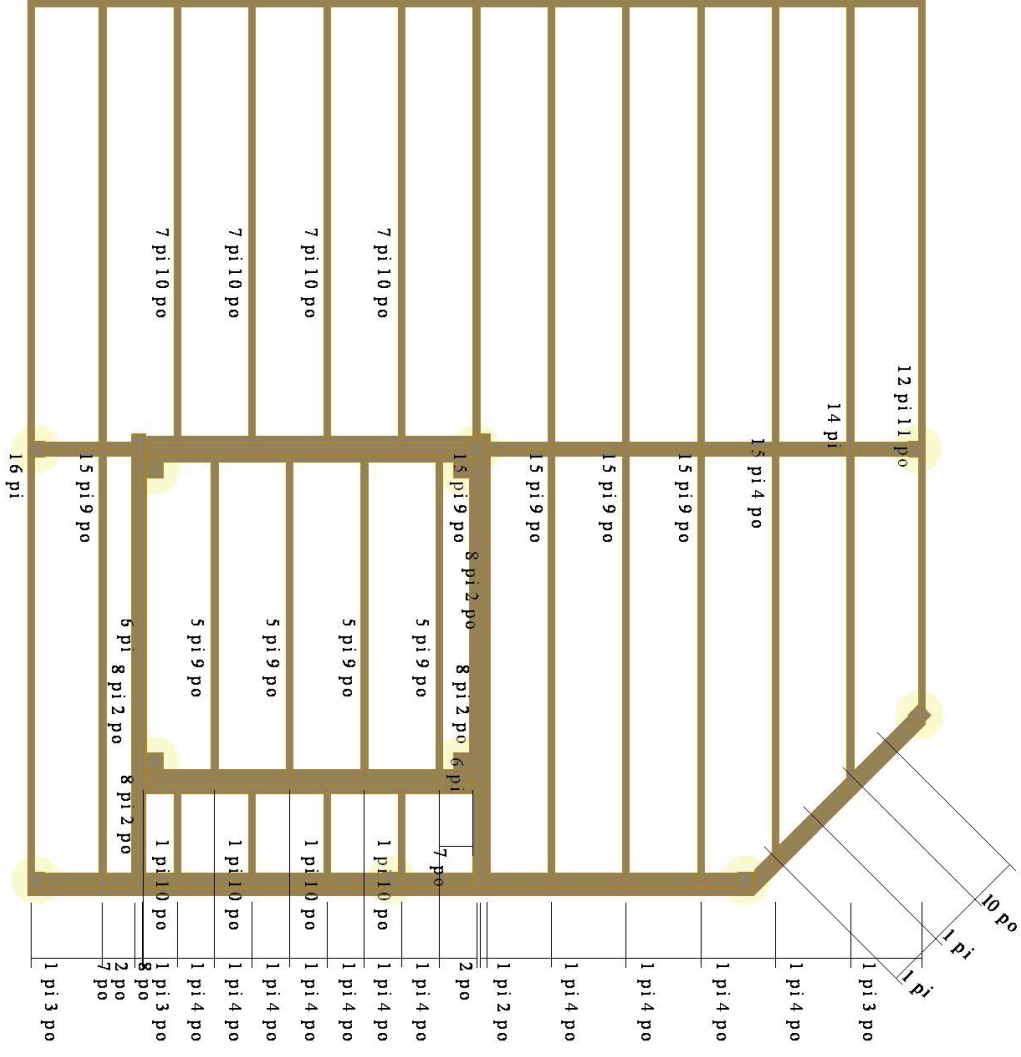 7 pi 10 po
7 pi 10 po
7 pi 10 po
7 pi 10 po
12 pi 11 po
14 pi
15 pi 4 po
16 pi
15 pi 9 po
15 pi 9 po
15 pi 9 po
15 pi 9 po
15 pi 9 po
8 pi 2 po
6 pi
5 pi 9 po
5 pi 9 po
5 pi 9 po
5 pi 9 po
8 pi 2 po
8 pi 2 po
6 pi
8 pi 2 po
1 pi 10 po
1 pi 10 po
1 pi 10 po
1 pi 10 po
7 po
10 po
1 pi
1 pi
1 pi 3 po
7 po
2 po
8 po
1 pi 3 po
1 pi 4 po
1 pi 4 po
1 pi 4 po
1 pi 4 po
1 pi 4 po
1 pi 4 po
2 po
1 pi 2 po
1 pi 4 po
1 pi 4 po
1 pi 4 po
1 pi 4 po
1 pi 3 po